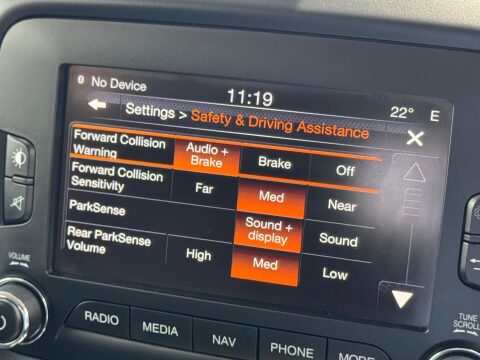 No Device
11:19
22° E
Settings > Safety & Driving Assistance
Forward Collision
Warning
Audio +
Brake
Brake
Off
Forward Collision
Sensitivity
Far
Med
Near
ParkSense
Sound +
display
Sound
Rear ParkSense
Volume
High
Med
Low
VOLUME
RADIO
MEDIA
NAV
PHONE
MORE
TUNE
SCROLL